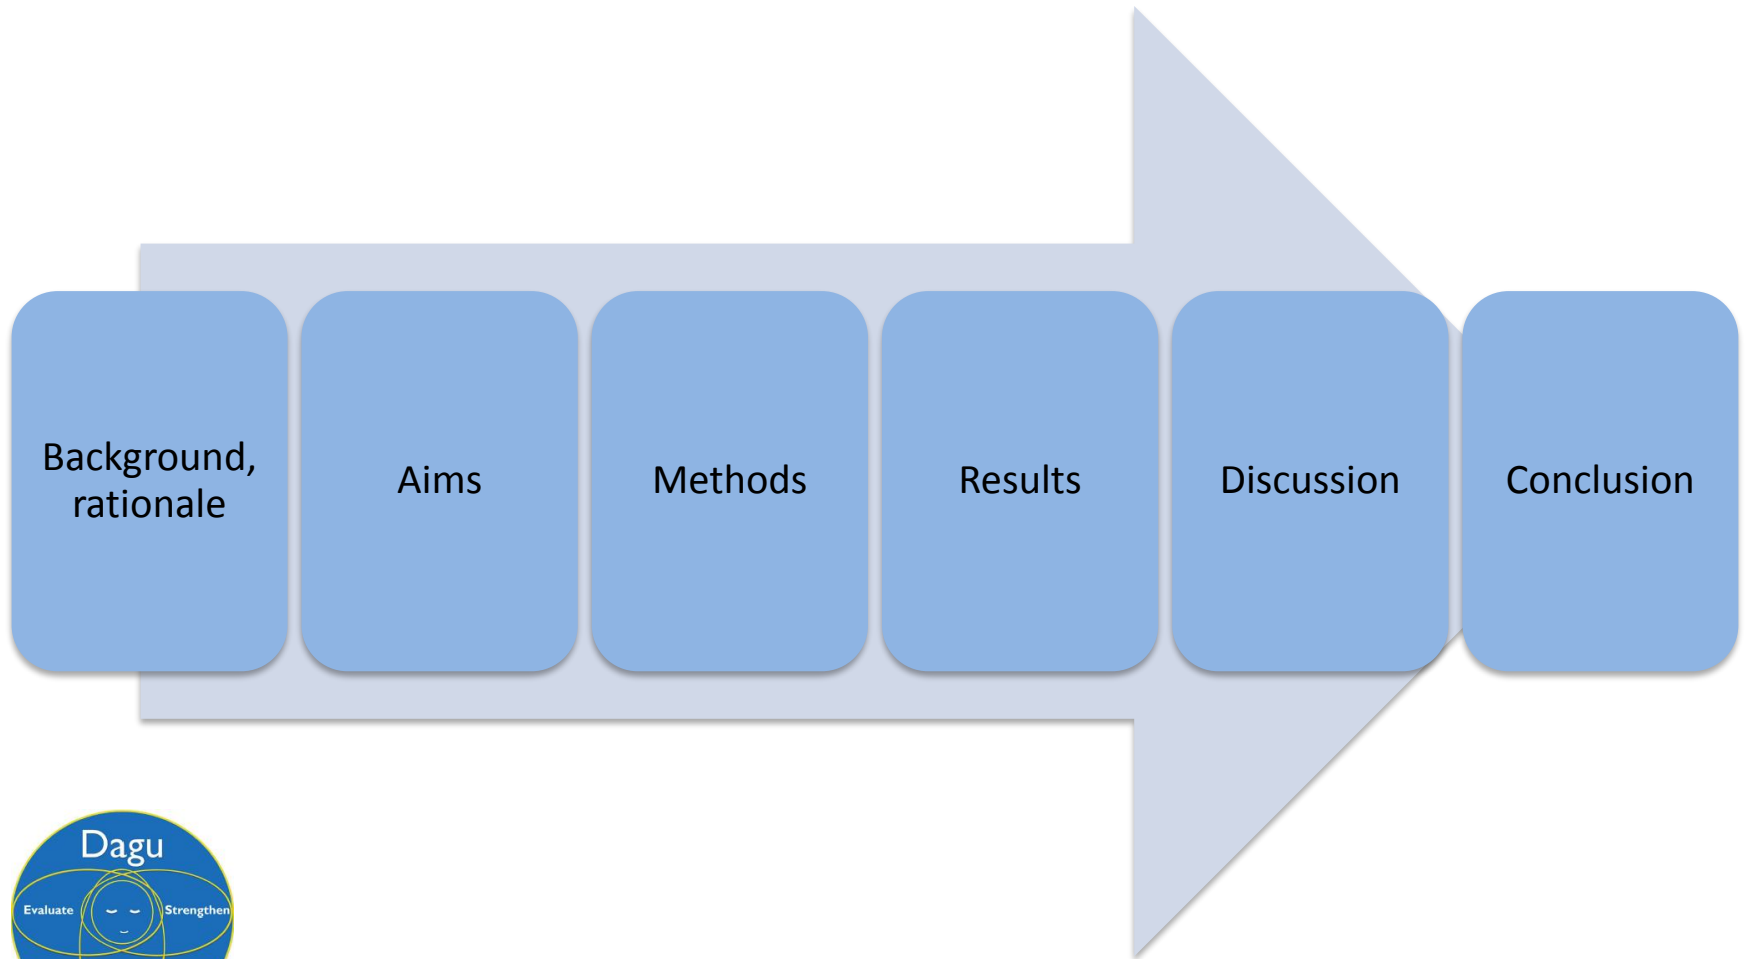 Background,
rationale
Aims
Methods
Results
Discussion
Conclusion
Dagu
Evaluate
Strengthen